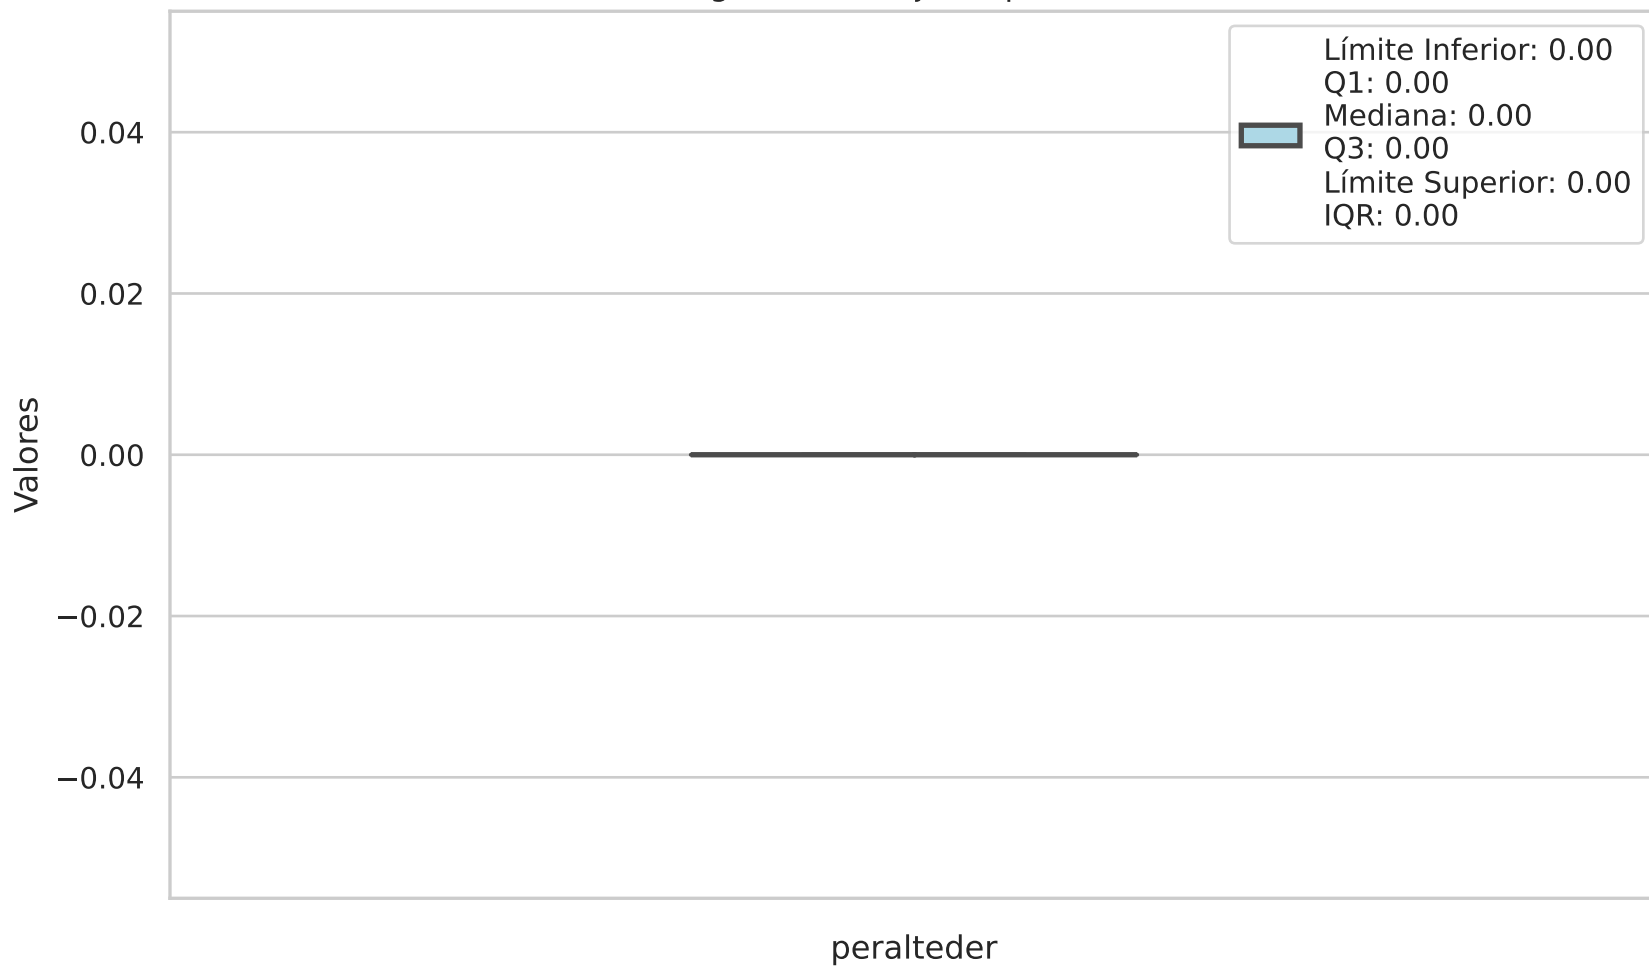 Límite Inferior: 0.00
Q1: 0.00
Mediana: 0.00
Q3: 0.00
Límite Superior: 0.00
IQR: 0.00
0.04
0.02
0.00
−0.02
−0.04
Valores
peralteder